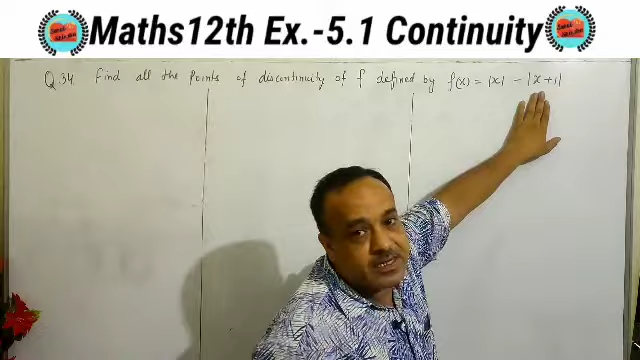 Maths12th Ex.-5.1 Continuity
Q.34. Find all the points of discontinuity of f defined by f(x) = |x| - |x+1|